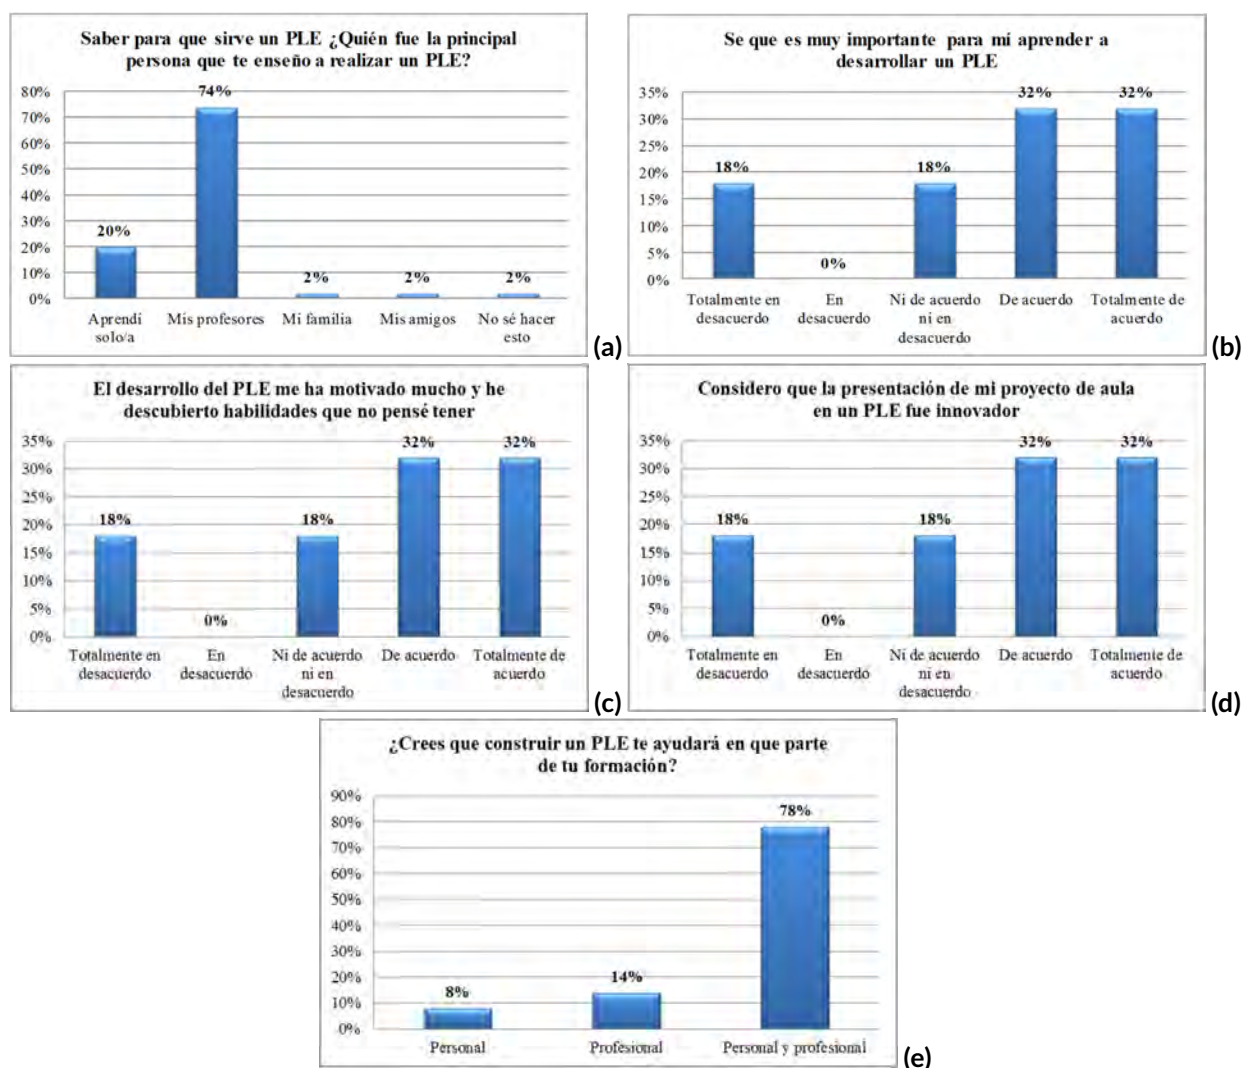 Saber para que sirve un PLE ¿Quién fue la principal
persona que te enseño a realizar un PLE?
80%
70%
60%
50%
40%
30%
20%
10%
0%
20%
74%
2%
2%
2%
Aprendí
solo/a
Mis profesores
Mi familia
Mis amigos
No sé hacer
esto
(a)
Se que es muy importante para mí aprender a
desarrollar un PLE
35%
30%
25%
20%
15%
10%
5%
0%
18%
0%
18%
32%
32%
Totalmente en
desacuerdo
En
desacuerdo
Ni de acuerdo
ni en
desacuerdo
De acuerdo
Totalmente de
acuerdo
(b)
El desarrollo del PLE me ha motivado mucho y he
descubierto habilidades que no pensé tener
35%
30%
25%
20%
15%
10%
5%
0%
18%
0%
18%
32%
32%
Totalmente en
desacuerdo
En
desacuerdo
Ni de acuerdo
ni en
desacuerdo
De acuerdo
Totalmente de
acuerdo
(c)
Considero que la presentación de mi proyecto de aula
en un PLE fue innovador
35%
30%
25%
20%
15%
10%
5%
0%
18%
0%
18%
32%
32%
Totalmente en
desacuerdo
En
desacuerdo
Ni de acuerdo
ni en
desacuerdo
De acuerdo
Totalmente de
acuerdo
(d)
¿Crees que construir un PLE te ayudará en que parte
de tu formación?
90%
80%
70%
60%
50%
40%
30%
20%
10%
0%
8%
14%
78%
Personal
Profesional
Personal y profesional
(e)